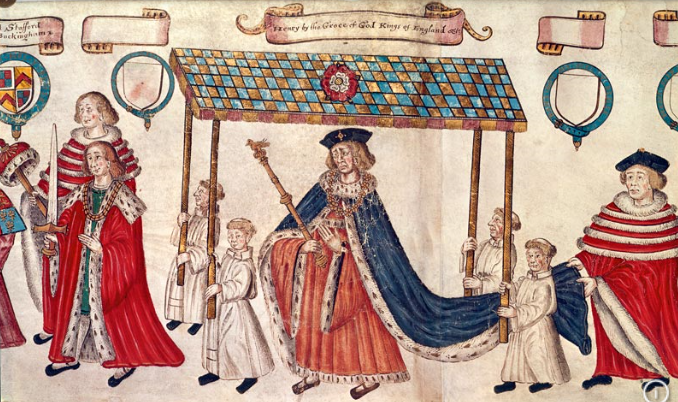 Stafford
Buckingham
Henry by the Grace of God Kinge of England